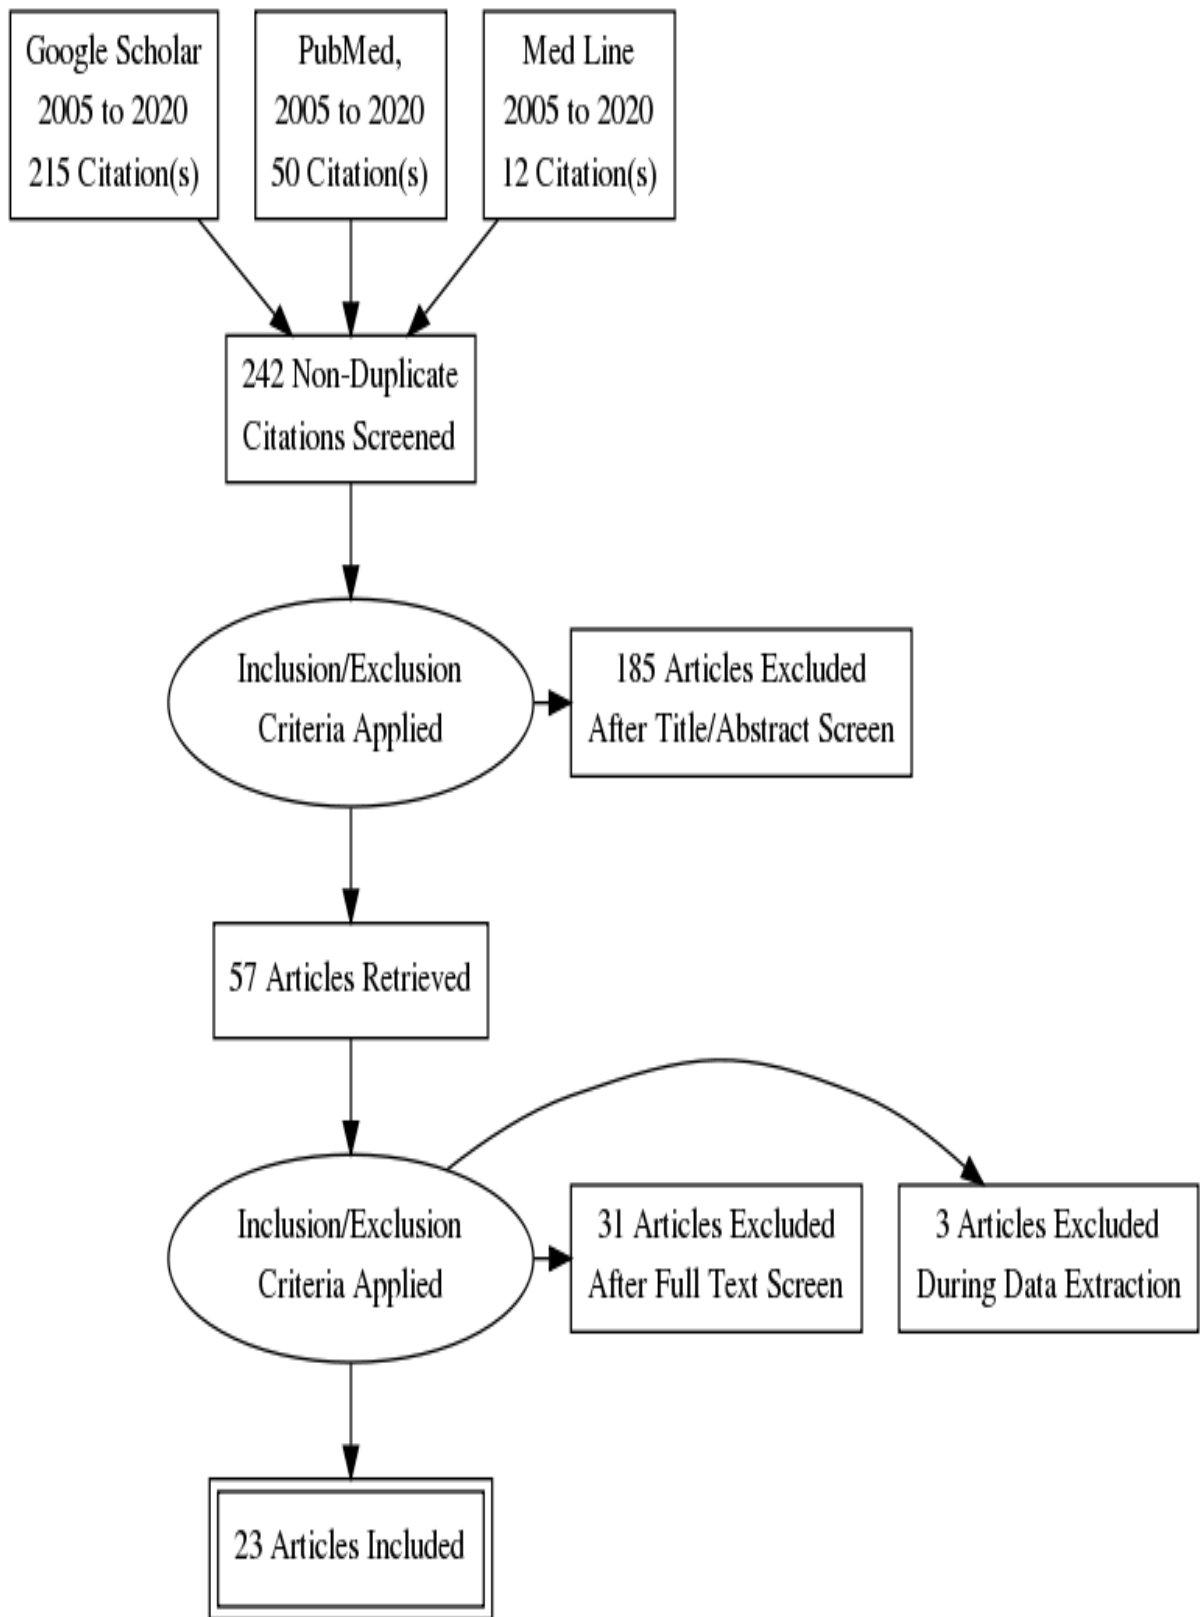 Google Scholar
2005 to 2020
215 Citation(s)
PubMed,
2005 to 2020
50 Citation(s)
Med Line
2005 to 2020
12 Citation(s)
242 Non-Duplicate
Citations Screened
Inclusion/Exclusion
Criteria Applied
185 Articles Excluded
After Title/Abstract Screen
57 Articles Retrieved
Inclusion/Exclusion
Criteria Applied
31 Articles Excluded
After Full Text Screen
3 Articles Excluded
During Data Extraction
23 Articles Included